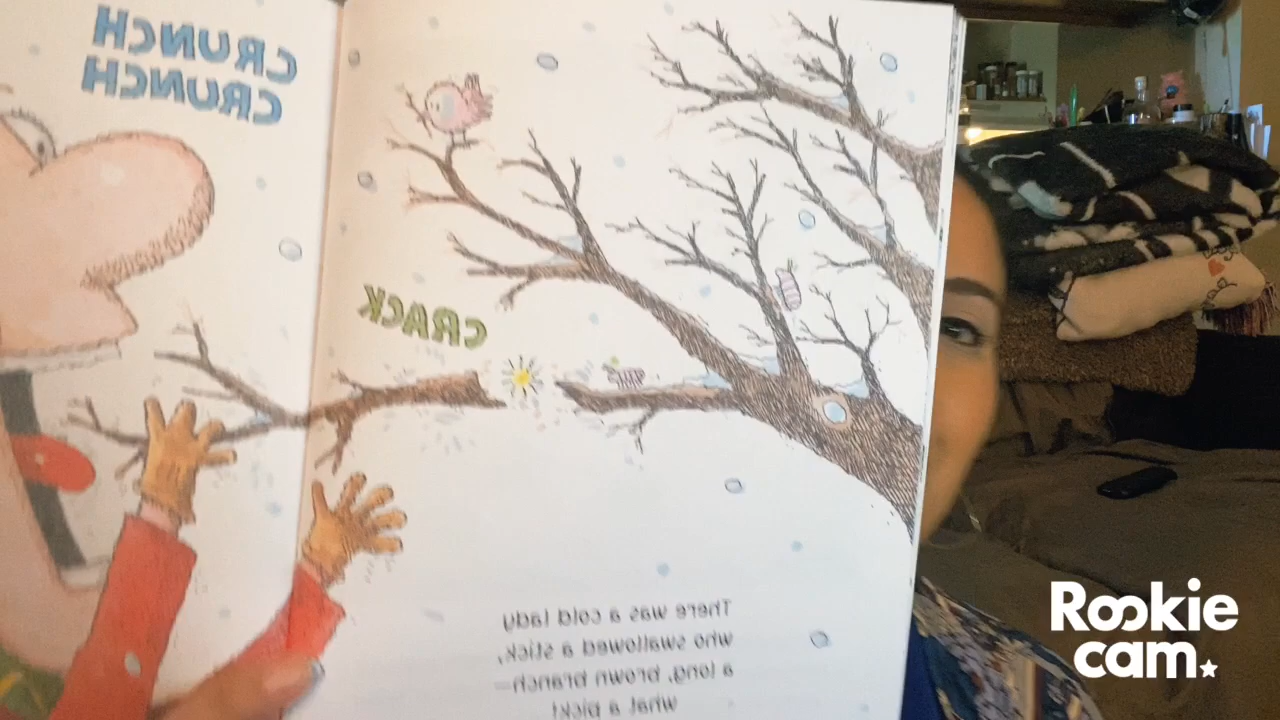 CRUNCH
CRUNCH
CRACK
There was a cold lady
who swallowed a stick,
a long, brown branch—
what a pick!
Rookie
cam.